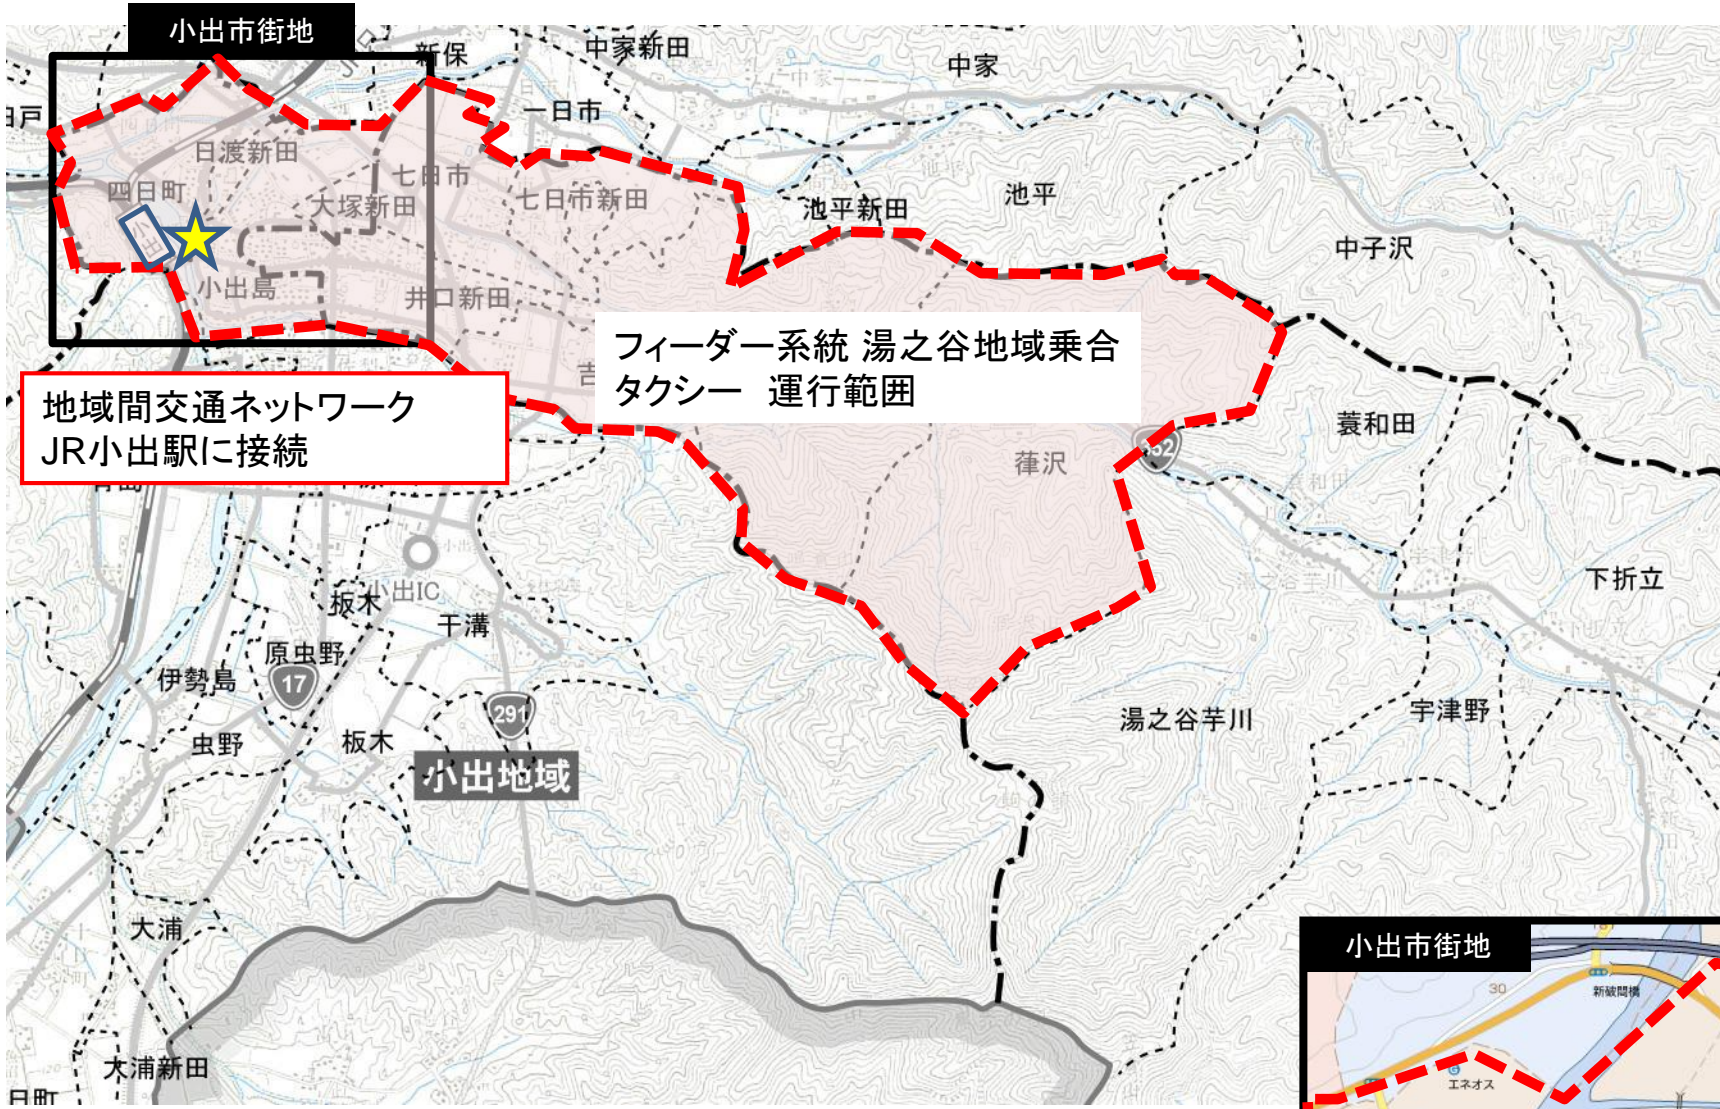 小出市街地
新保
中家新田
中家
一日市
日渡新田
四日町
七日市
大塚新田
七日市新田
池平新田
池平
中子沢
小出島
井口新田
フィーダー系統 湯之谷地域乗合
タクシー 運行範囲
地域間交通ネットワーク
JR小出駅に接続
葎沢
蓑和田
下折立
小出IC
板木
干溝
原虫野
伊勢島
17
291
虫野
板木
小出地域
湯之谷芋川
宇津野
大浦
大浦新田
日町
小出市街地
新破間橋
30
エネオス